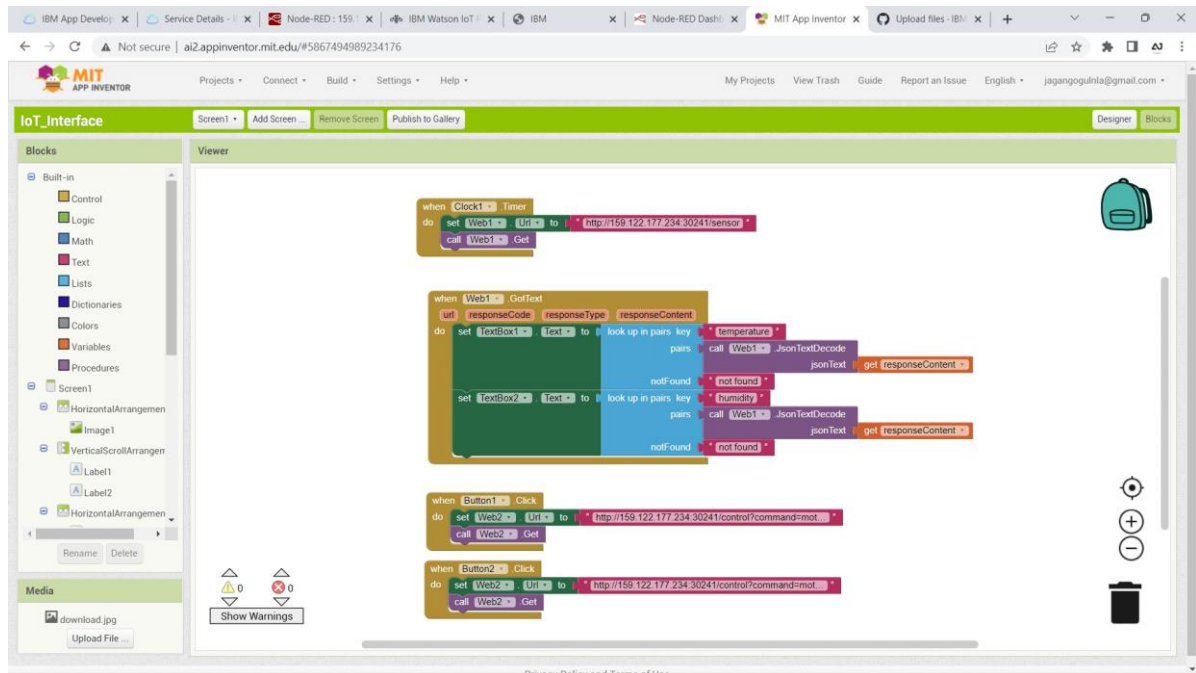 IBM App Develop
Service Details - I
Node-RED : 159.1
IBM Watson IoT P
IBM
Node-RED Dashb
MIT App Inventor
Upload files · IBM
Not secure
ai2.appinventor.mit.edu/#5867494989234176
MIT
APP INVENTOR
Projects
Connect
Build
Settings
Help
My Projects
View Trash
Guide
Report an Issue
English
jagangogulnla@gmail.com
IoT_Interface
Screen1
Add Screen ...
Remove Screen
Publish to Gallery
Designer
Blocks
Blocks
Viewer
Built-in
Control
Logic
Math
Text
Lists
Dictionaries
Colors
Variables
Procedures
Screen1
HorizontalArrangemen
Image1
VerticalScrollArrangen
Label1
Label2
HorizontalArrangemen
Rename
Delete
Media
download.jpg
Upload File ...
when Clock1 .Timer
do set Web1 . Url to " http://159.122.177.234:30241/sensor "
call Web1 .Get
when Web1 .GotText
url responseCode responseType responseContent
do set TextBox1 . Text to look up in pairs key " temperature "
pairs call Web1 .JsonTextDecode
jsonText get responseContent
notFound " not found "
set TextBox2 . Text to look up in pairs key " humidity "
pairs call Web1 .JsonTextDecode
jsonText get responseContent
notFound " not found "
when Button1 .Click
do set Web2 . Url to " http://159.122.177.234:30241/control?command=mot... "
call Web2 .Get
when Button2 .Click
do set Web2 . Url to " http://159.122.177.234:30241/control?command=mot... "
call Web2 .Get
0 0
Show Warnings
Privacy Policy and Terms of Use